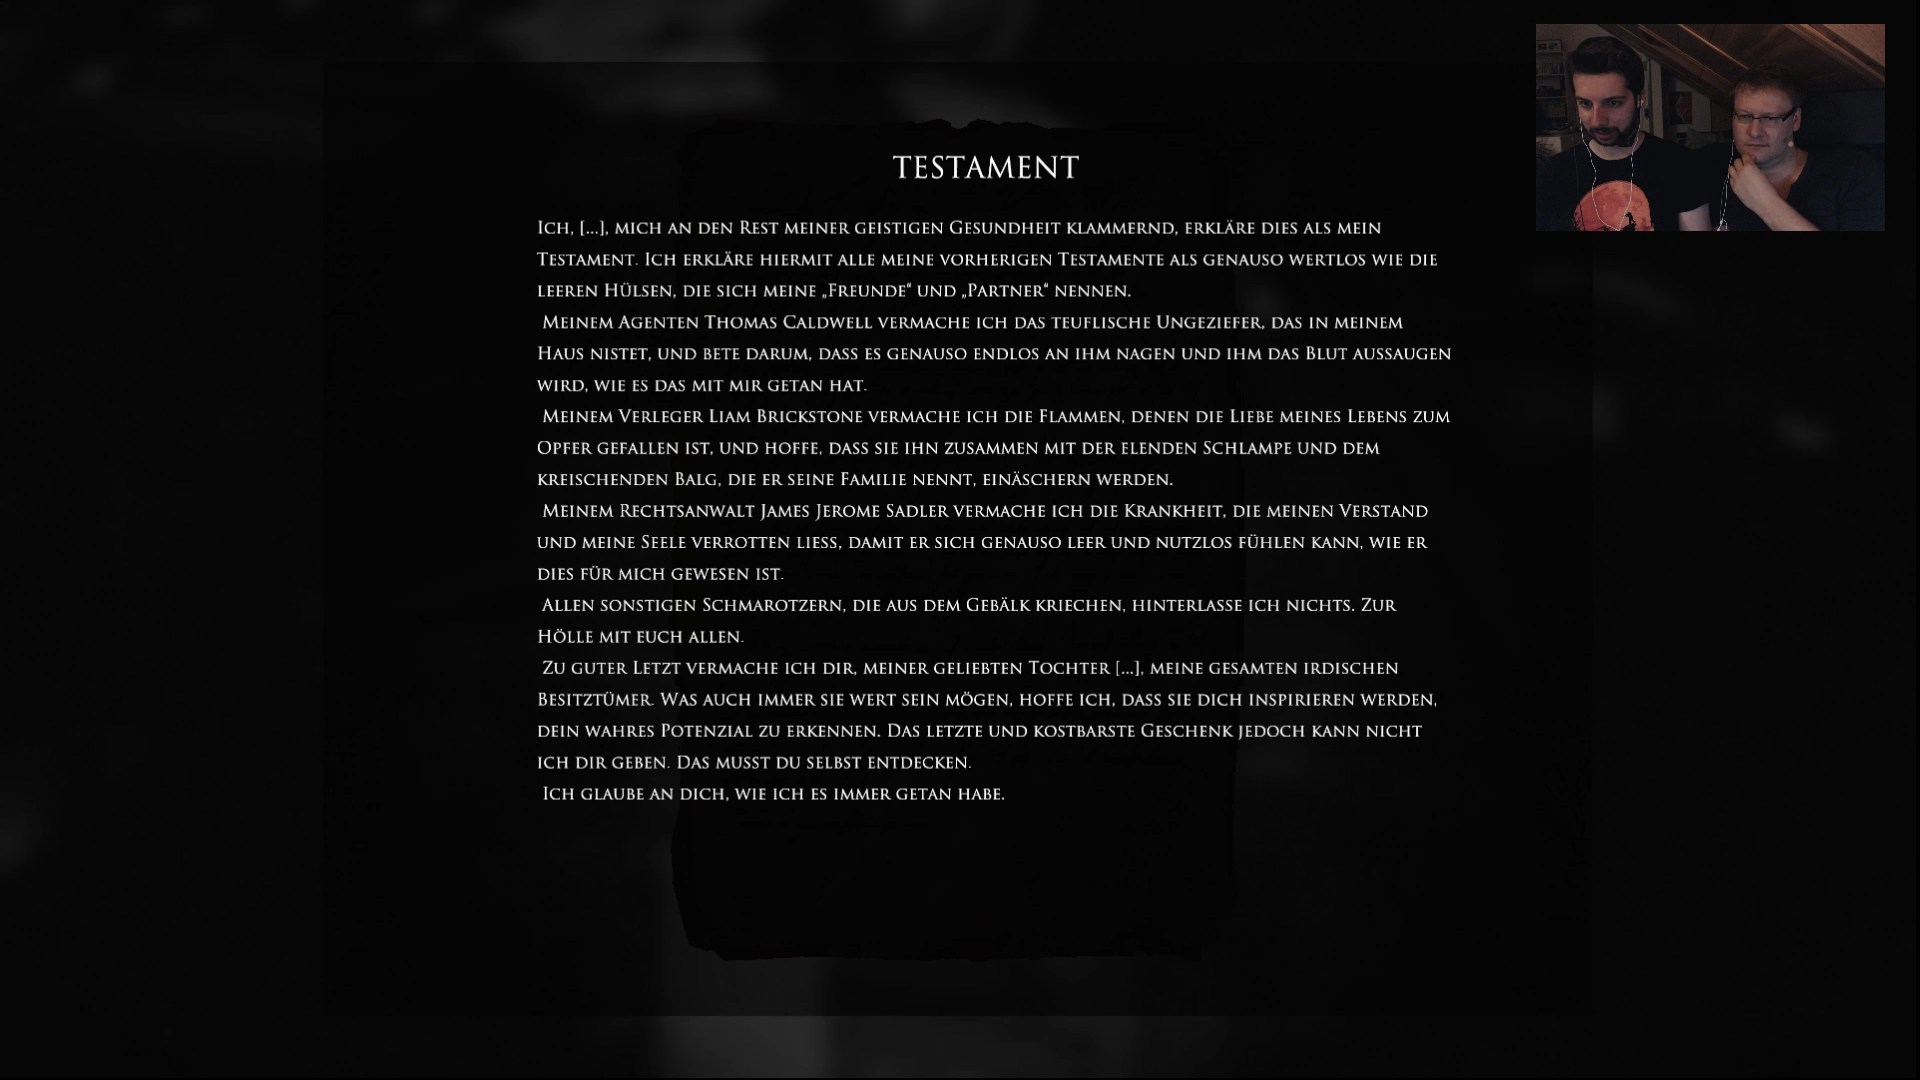 TESTAMENT
Ich, [...], mich an den Rest meiner geistigen Gesundheit klammernd, erkläre dies als mein
Testament. Ich erkläre hiermit alle meine vorherigen Testamente als genauso wertlos wie die
leeren Hülsen, die sich meine „Freunde“ und „Partner“ nennen.
Meinem Agenten Thomas Caldwell vermache ich das teuflische Ungeziefer, das in meinem
Haus nistet, und bete darum, dass es genauso endlos an ihm nagen und ihm das Blut aussaugen
wird, wie es das mit mir getan hat.
Meinem Verleger Liam Brickstone vermache ich die Flammen, denen die Liebe meines Lebens zum
Opfer gefallen ist, und hoffe, dass sie ihn zusammen mit der elenden Schlampe und dem
kreischenden Balg, die er seine Familie nennt, einäschern werden.
Meinem Rechtsanwalt James Jerome Sadler vermache ich die Krankheit, die meinen Verstand
und meine Seele verrotten liess, damit er sich genauso leer und nutzlos fühlen kann, wie er
dies für mich gewesen ist.
Allen sonstigen Schmarotzern, die aus dem Gebälk kriechen, hinterlasse ich nichts. Zur
Hölle mit euch allen.
Zu guter Letzt vermache ich dir, meiner geliebten Tochter [...], meine gesamten irdischen
Besitztümer. Was auch immer sie wert sein mögen, hoffe ich, dass sie dich inspirieren werden,
dein wahres Potenzial zu erkennen. Das letzte und kostbarste Geschenk jedoch kann nicht
ich dir geben. Das musst du selbst entdecken.
Ich glaube an dich, wie ich es immer getan habe.